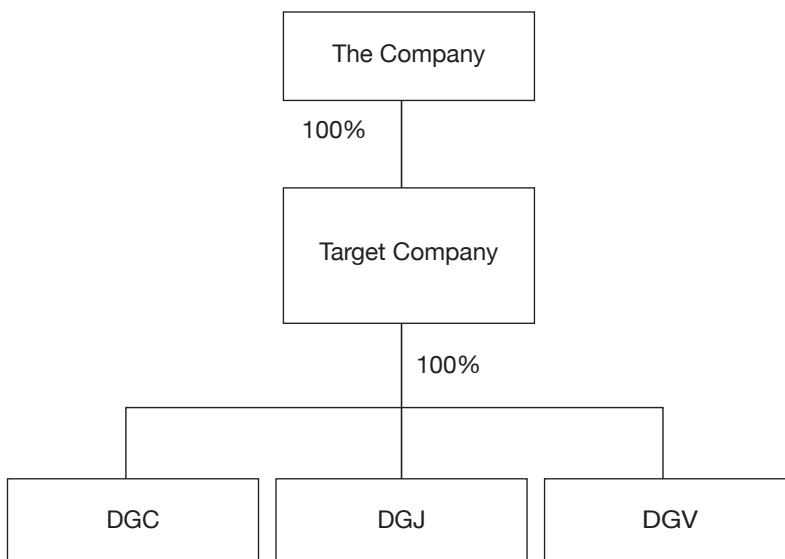 The Company
100%
Target Company
100%
DGC
DGJ
DGV